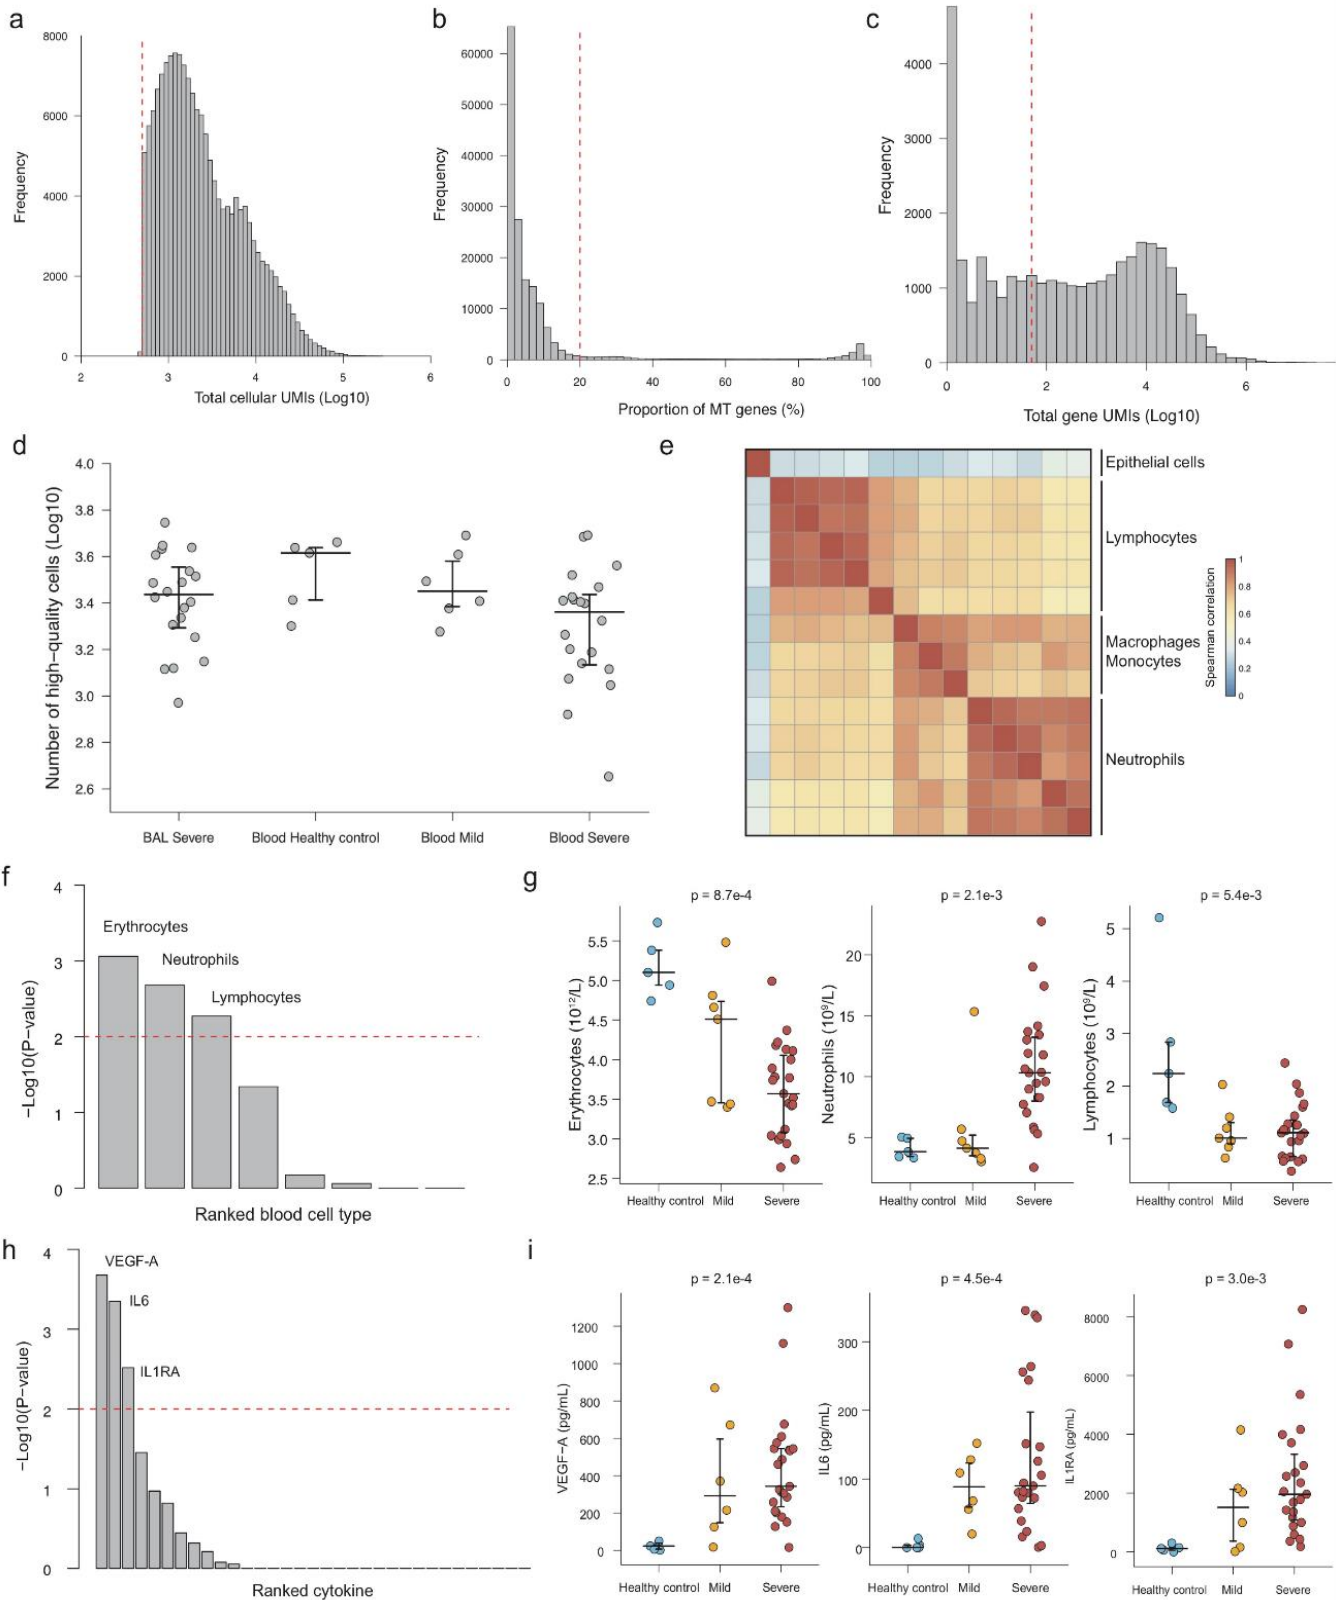 a
8000
6000
4000
2000
0
Frequency
2 3 4 5 6
Total cellular UMIs (Log10)
b
60000
50000
40000
30000
20000
10000
0
Frequency
0 20 40 60 80 100
Proportion of MT genes (%)
c
4000
3000
2000
1000
0
Frequency
0 2 4 6
Total gene UMIs (Log10)
d
4.0
3.8
3.6
3.4
3.2
3.0
2.8
2.6
Number of high−quality cells (Log10)
BAL Severe Blood Healthy control Blood Mild Blood Severe
e
Epithelial cells
Lymphocytes
Macrophages
Monocytes
Neutrophils
Spearman correlation
1
0.8
0.6
0.4
0.2
0
f
4
3
2
1
0
−Log10(P−value)
Erythrocytes
Neutrophils
Lymphocytes
Ranked blood cell type
g
p = 8.7e-4
5.5
5.0
4.5
4.0
3.5
3.0
2.5
Erythrocytes (10¹²/L)
Healthy control Mild Severe
p = 2.1e-3
20
15
10
5
Neutrophils (10⁹/L)
Healthy control Mild Severe
p = 5.4e-3
5
4
3
2
1
Lymphocytes (10⁹/L)
Healthy control Mild Severe
h
4
3
2
1
0
−Log10(P−value)
VEGF-A
IL6
IL1RA
Ranked cytokine
i
p = 2.1e-4
1200
1000
800
600
400
200
0
VEGF−A (pg/mL)
Healthy control Mild Severe
p = 4.5e-4
300
200
100
0
IL6 (pg/mL)
Healthy control Mild Severe
p = 3.0e-3
8000
6000
4000
2000
0
IL1RA (pg/mL)
Healthy control Mild Severe